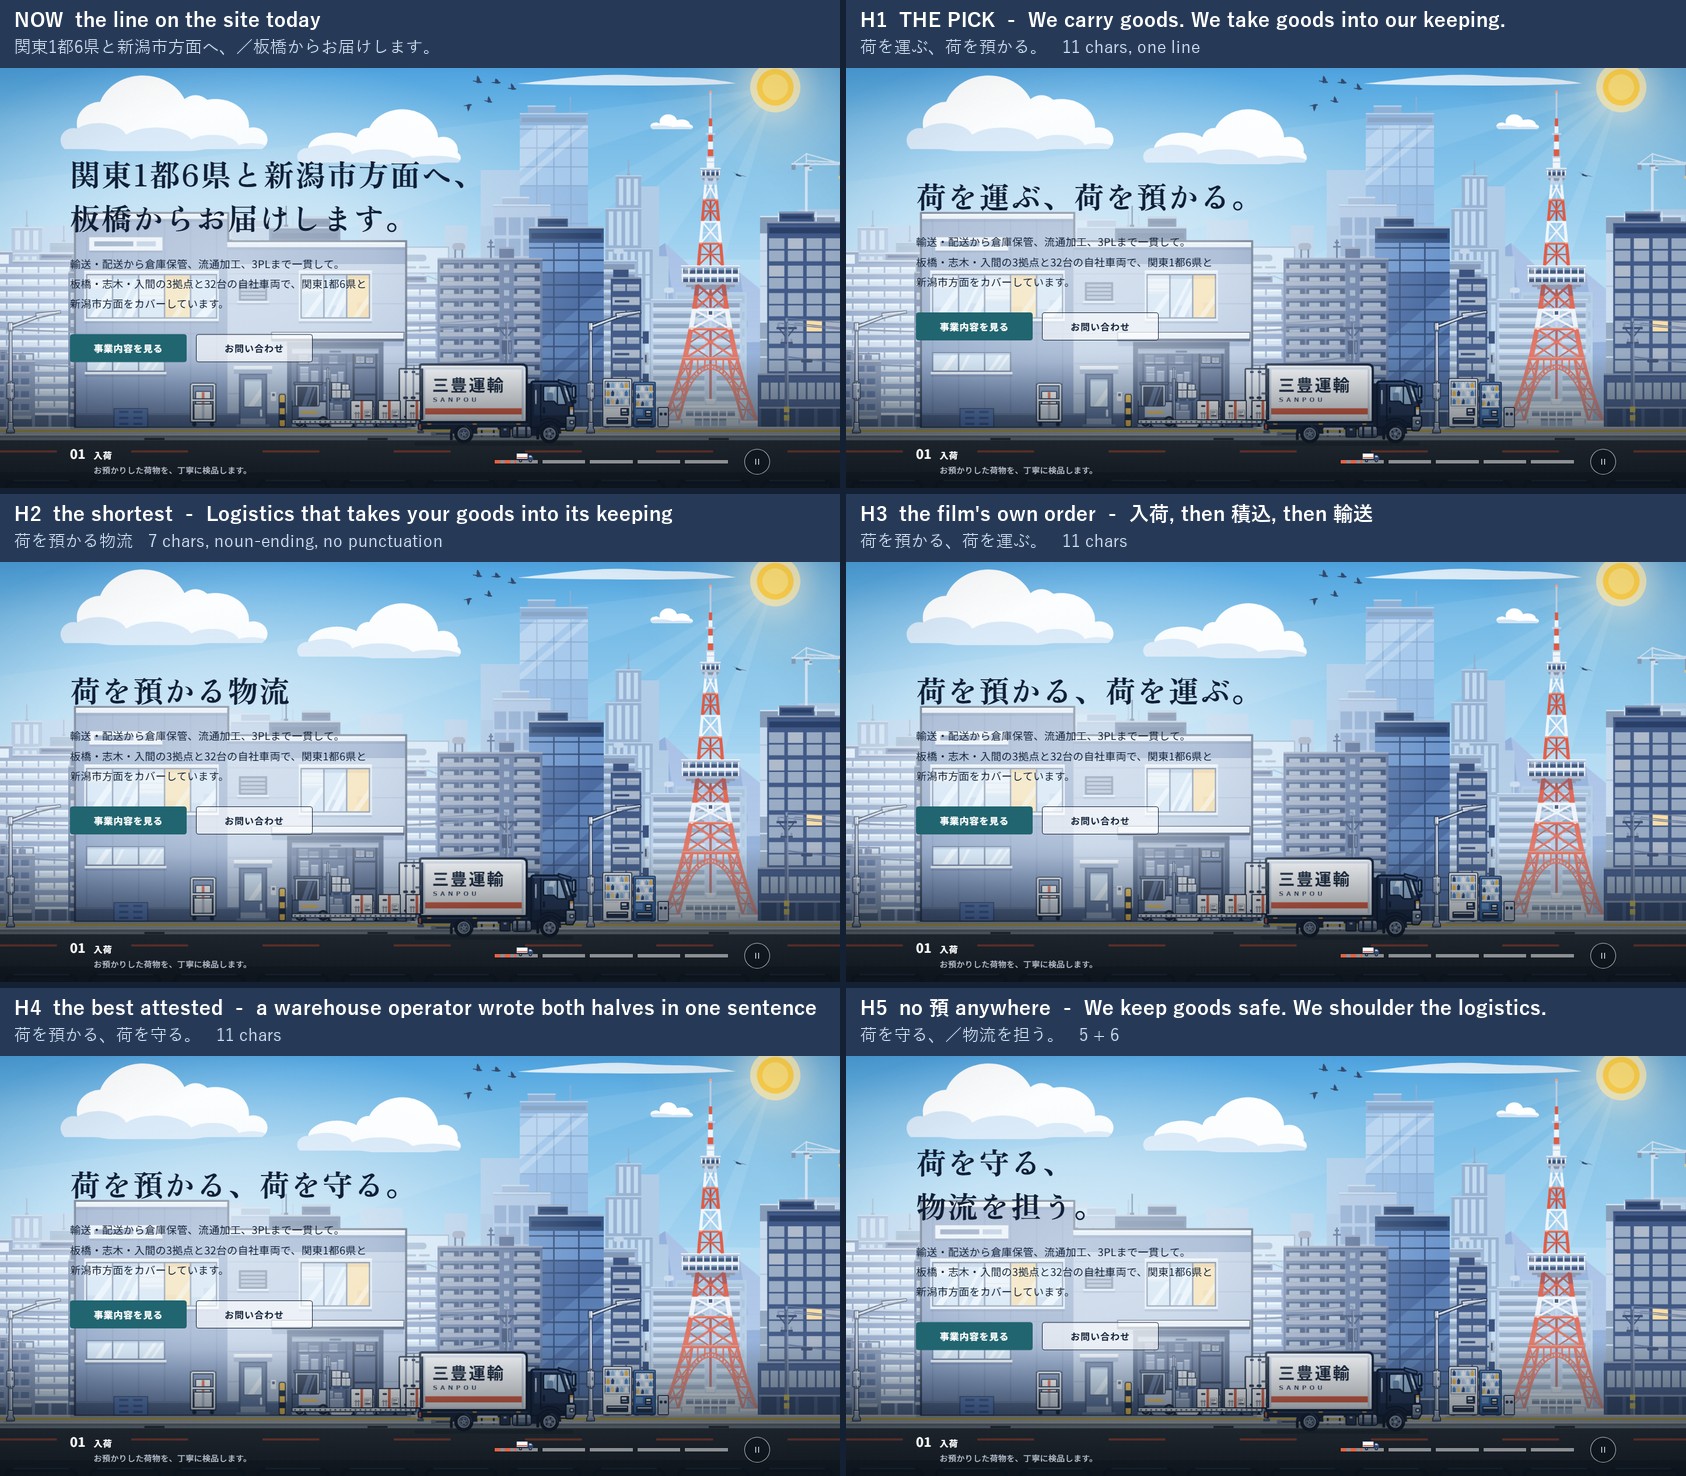 NOW the line on the site today
関東1都6県と新潟市方面へ、／板橋からお届けします。
関東1都6県と新潟市方面へ、
板橋からお届けします。
輸送・配送から倉庫保管、流通加工、3PLまで一貫して。
板橋・志木・入間の3拠点と32台の自社車両で、関東1都6県と
新潟市方面をカバーしています。
事業内容を見る お問い合わせ
三豊運輸
SANPOU
01 入荷
お預かりした荷物を、丁寧に検品します。
H1 THE PICK - We carry goods. We take goods into our keeping.
荷を運ぶ、荷を預かる。 11 chars, one line
荷を運ぶ、荷を預かる。
輸送・配送から倉庫保管、流通加工、3PLまで一貫して。
板橋・志木・入間の3拠点と32台の自社車両で、関東1都6県と
新潟市方面をカバーしています。
事業内容を見る お問い合わせ
三豊運輸
SANPOU
01 入荷
お預かりした荷物を、丁寧に検品します。
H2 the shortest - Logistics that takes your goods into its keeping
荷を預かる物流 7 chars, noun-ending, no punctuation
荷を預かる物流
輸送・配送から倉庫保管、流通加工、3PLまで一貫して。
板橋・志木・入間の3拠点と32台の自社車両で、関東1都6県と
新潟市方面をカバーしています。
事業内容を見る お問い合わせ
三豊運輸
SANPOU
01 入荷
お預かりした荷物を、丁寧に検品します。
H3 the film's own order - 入荷, then 積込, then 輸送
荷を預かる、荷を運ぶ。 11 chars
荷を預かる、荷を運ぶ。
輸送・配送から倉庫保管、流通加工、3PLまで一貫して。
板橋・志木・入間の3拠点と32台の自社車両で、関東1都6県と
新潟市方面をカバーしています。
事業内容を見る お問い合わせ
三豊運輸
SANPOU
01 入荷
お預かりした荷物を、丁寧に検品します。
H4 the best attested - a warehouse operator wrote both halves in one sentence
荷を預かる、荷を守る。 11 chars
荷を預かる、荷を守る。
輸送・配送から倉庫保管、流通加工、3PLまで一貫して。
板橋・志木・入間の3拠点と32台の自社車両で、関東1都6県と
新潟市方面をカバーしています。
事業内容を見る お問い合わせ
三豊運輸
SANPOU
01 入荷
お預かりした荷物を、丁寧に検品します。
H5 no 預 anywhere - We keep goods safe. We shoulder the logistics.
荷を守る、／物流を担う。 5 + 6
荷を守る、
物流を担う。
輸送・配送から倉庫保管、流通加工、3PLまで一貫して。
板橋・志木・入間の3拠点と32台の自社車両で、関東1都6県と
新潟市方面をカバーしています。
事業内容を見る お問い合わせ
三豊運輸
SANPOU
01 入荷
お預かりした荷物を、丁寧に検品します。